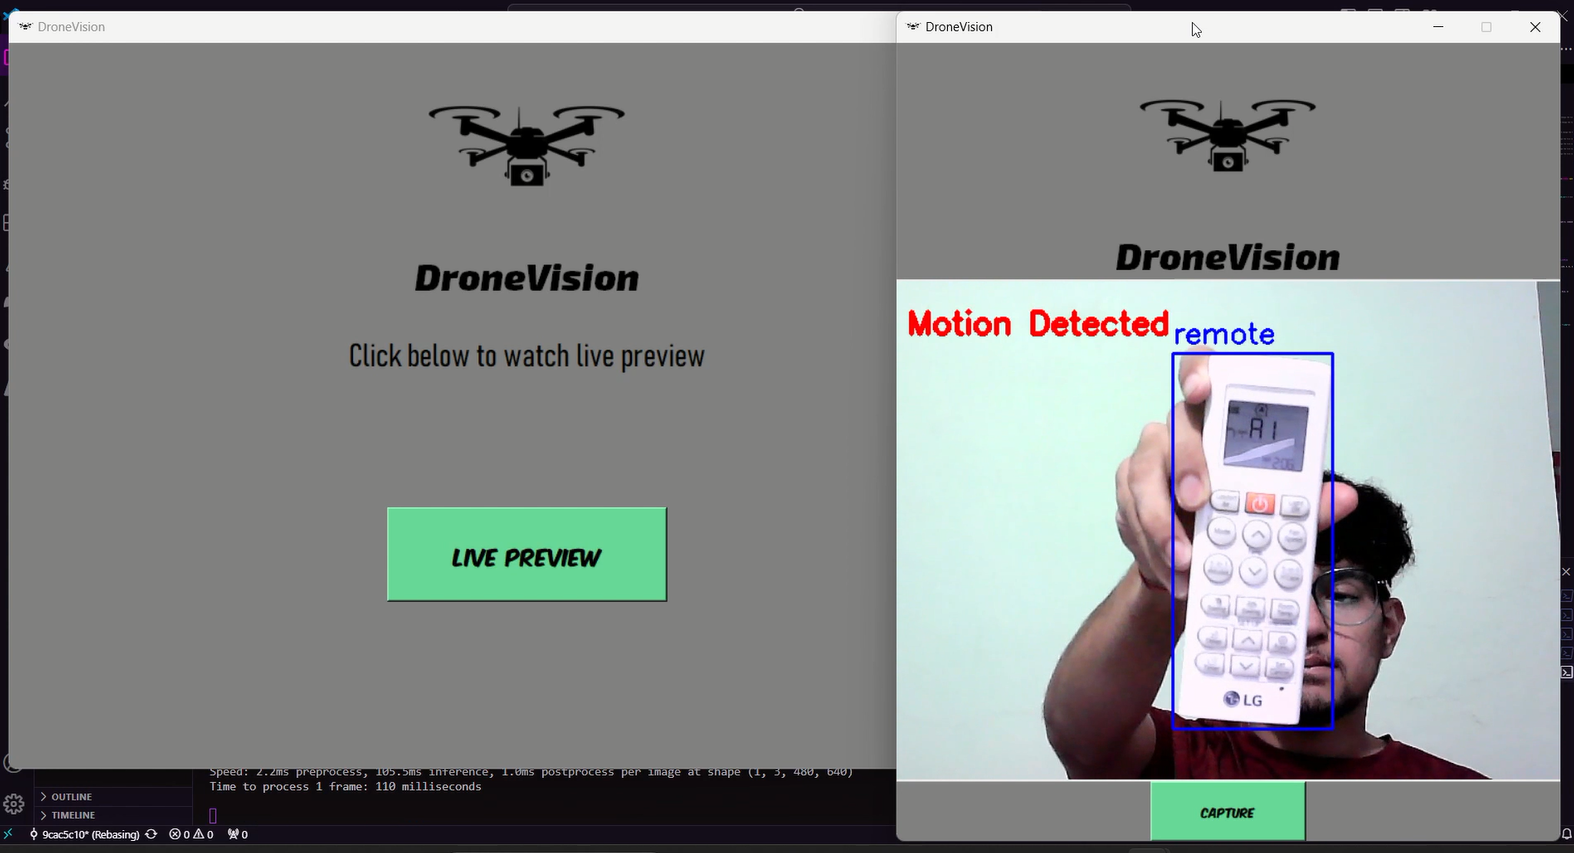 DroneVision
DroneVision
Click below to watch live preview
LIVE PREVIEW
Speed: 2.2ms preprocess, 105.5ms inference, 1.0ms postprocess per image at shape (1, 3, 480, 640)
Time to process 1 frame: 110 milliseconds
OUTLINE
TIMELINE
9cac5c10* (Rebasing)
0
0
0
DroneVision
DroneVision
Motion Detected
remote
A1
LG
CAPTURE